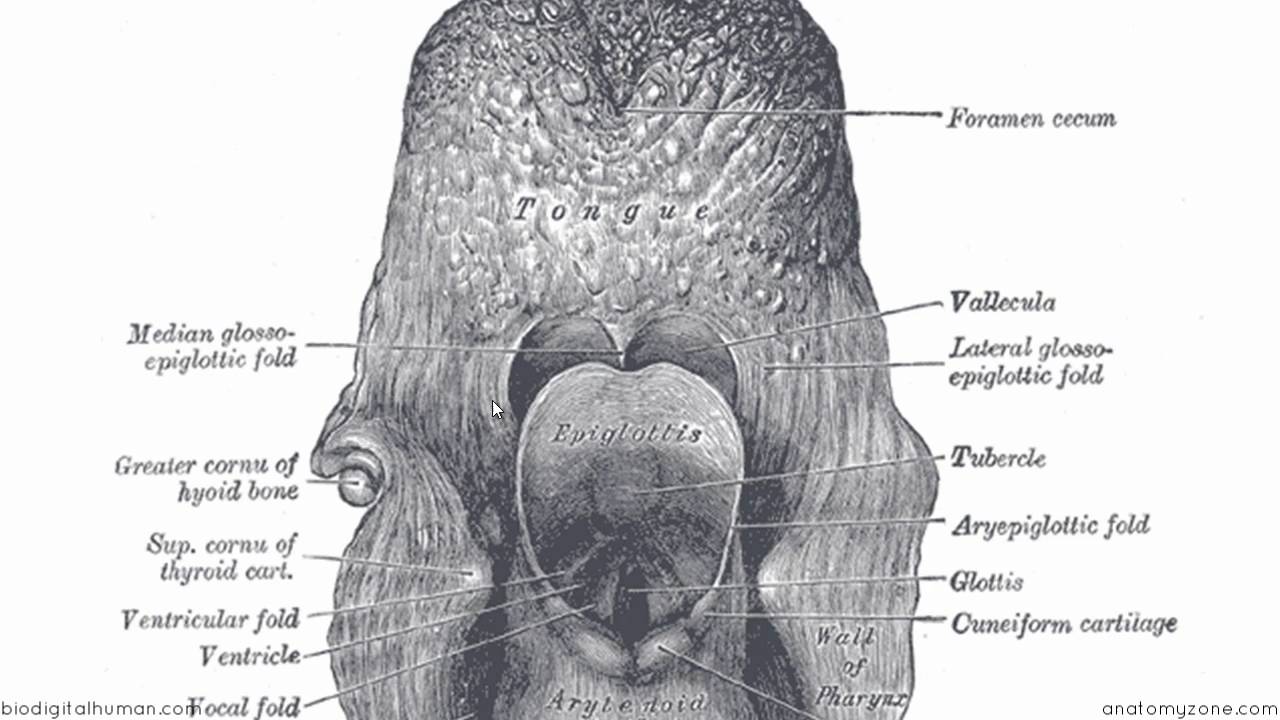 Foramen cecum
Tongue
Vallecula
Median glosso-
epiglottic fold
Lateral glosso-
epiglottic fold
Epiglottis
Tubercle
Greater cornu of
hyoid bone
Aryepiglottic fold
Sup. cornu of
thyroid cart.
Glottis
Ventricular fold
Cuneiform cartilage
Wall
of
Pharynx
Ventricle
Arytenoid
biodigitalhuman.com
Vocal fold
anatomyzone.com